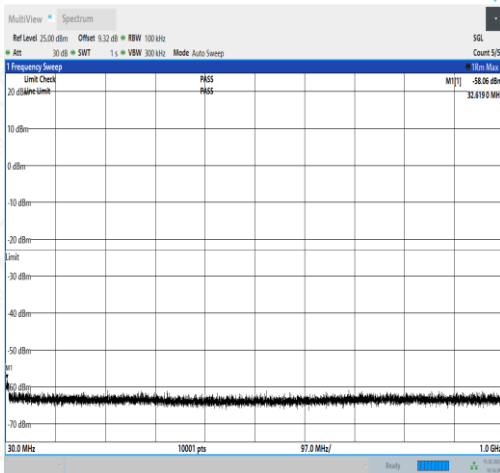 MultiView Spectrum
Ref Level 25.00 dBm Offset 9.32 dB RBW 100 kHz SGL
Att 30 dB SWT 1 s VBW 300 kHz Mode Auto Sweep Count 5/5
1 Frequency Sweep 1Rm Max
Limit Check PASS M1[1] -58.06 dBm
20 dBm Line Limit PASS 32.6190 MH
10 dBm
0 dBm
-10 dBm
-20 dBm
Limit
-30 dBm
-40 dBm
-50 dBm
M1
-60 dBm
-70 dBm
30.0 MHz 10001 pts 97.0 MHz/ 1.0 GHz
Ready